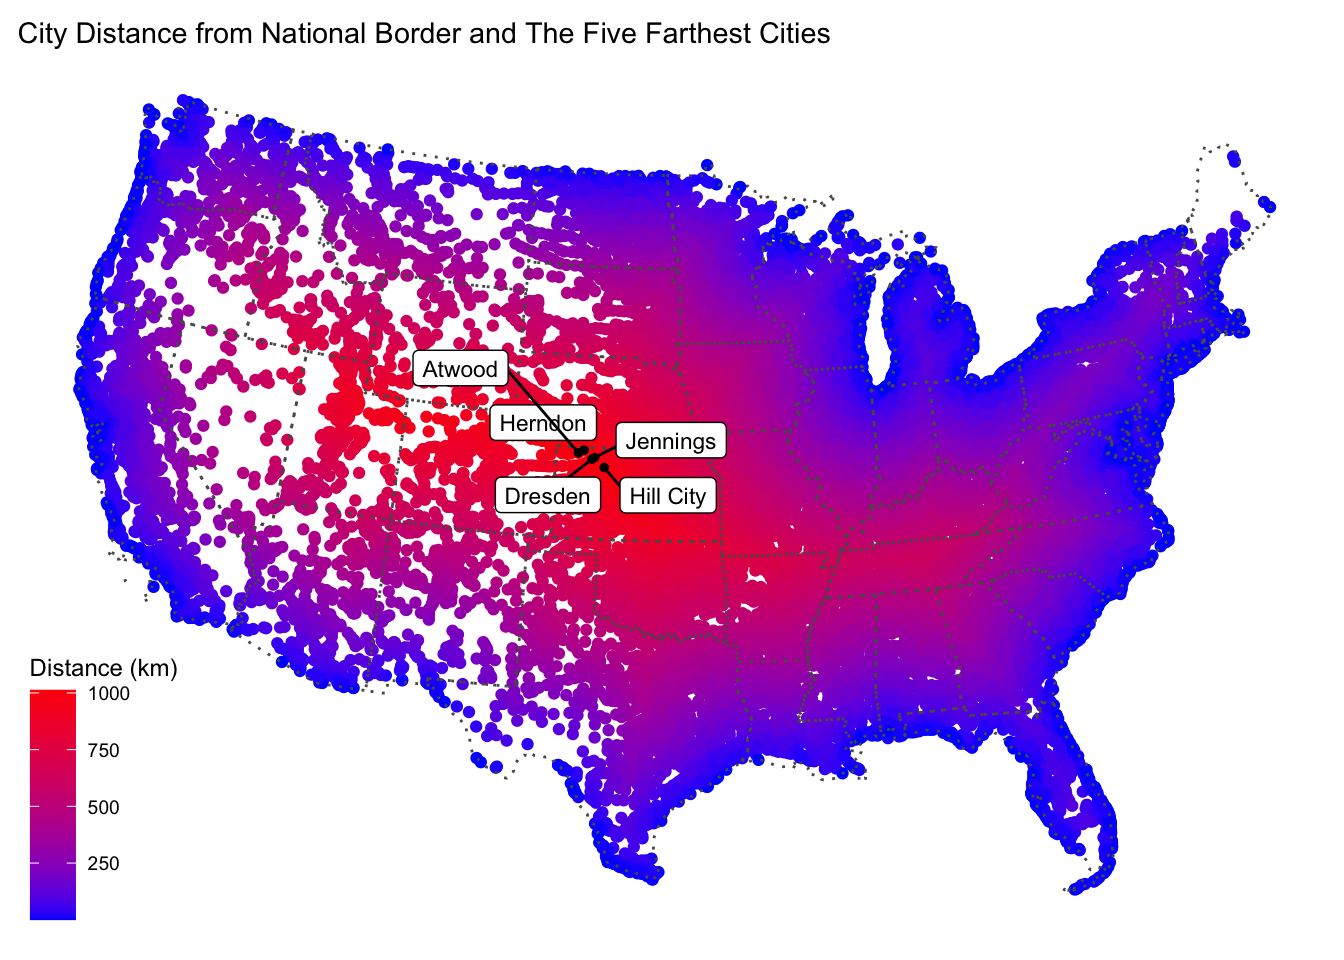 City Distance from National Border and The Five Farthest Cities
Atwood
Herndon
Jennings
Dresden
Hill City
Distance (km)
1000
750
500
250